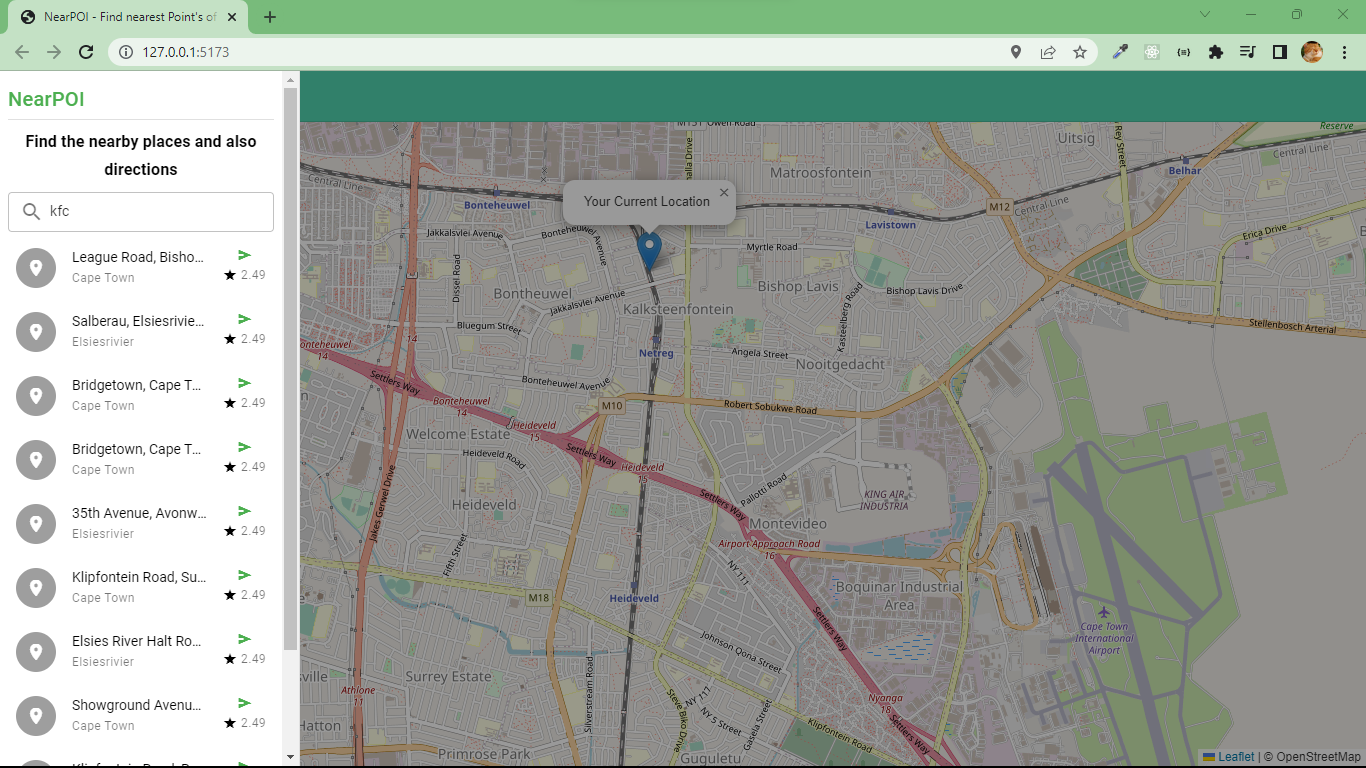 NearPOI - Find nearest Point's of
127.0.0.1:5173
NearPOI
Find the nearby places and also
directions
kfc
League Road, Bisho...
Cape Town
2.49
Salberau, Elsiesrivie...
Elsiesrivier
2.49
Bridgetown, Cape T...
Cape Town
2.49
Bridgetown, Cape T...
Cape Town
2.49
35th Avenue, Avonw...
Elsiesrivier
2.49
Klipfontein Road, Su...
Cape Town
2.49
Elsies River Halt Ro...
Elsiesrivier
2.49
Showground Avenu...
Cape Town
2.49
Your Current Location
Owen Road
Uitsig
Reserve
Central Line
Matroosfontein
Belhar
Central Line
Bonteheuwel
M12
Central Line
Lavistown
Jakkalsvlei Avenue
Bonteheuwel Avenue
Myrtle Road
Erica Drive
Dissel Road
Bontheuwel
Jakkalsvlei Avenue
Bishop Lavis
Bishop Lavis Drive
Kalksteenfontein
Kasteelberg Road
14
Bluegum Street
Stellenbosch Arterial
onteheuwel
14
Netreg
Angela Street
Nooitgedacht
Settlers Way
Bonteheuwel Avenue
Bonteheuwel
14
M10
Robert Sobukwe Road
Heideveld
15
Welcome Estate
Settlers Way
Heideveld Road
Heideveld
15
Jakes Gerwel Drive
Heideveld
Settlers Way
Pallotti Road
KING AIR
INDUSTRIA
Montevideo
Airport Approach Road
16
Fifth Street
NY 111
Boquinar Industrial
Area
M18
Heideveld
Settlers Way
Cape Town
International
Airport
Johnson Qona Street
sville
Surrey Estate
Athlone
11
Silverstream Road
NY 117
Steve Biko Drive
NY 5 Street
Gasela Street
Nyanga
18
Hatton
Klipfontein Road
Settlers Way
Primrose Park
Guguletu
Leaflet | © OpenStreetMap